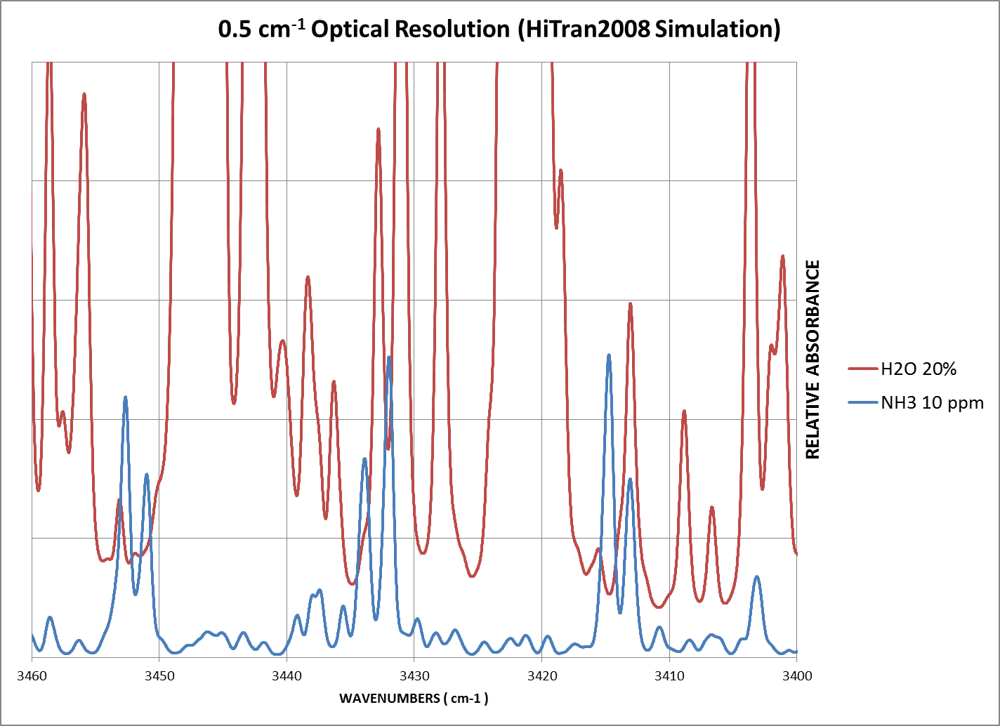 0.5 cm-1 Optical Resolution (HiTran2008 Simulation)
RELATIVE ABSORBANCE
H2O 20%
NH3 10 ppm
3460 3450 3440 3430 3420 3410 3400
WAVENUMBERS ( cm-1 )